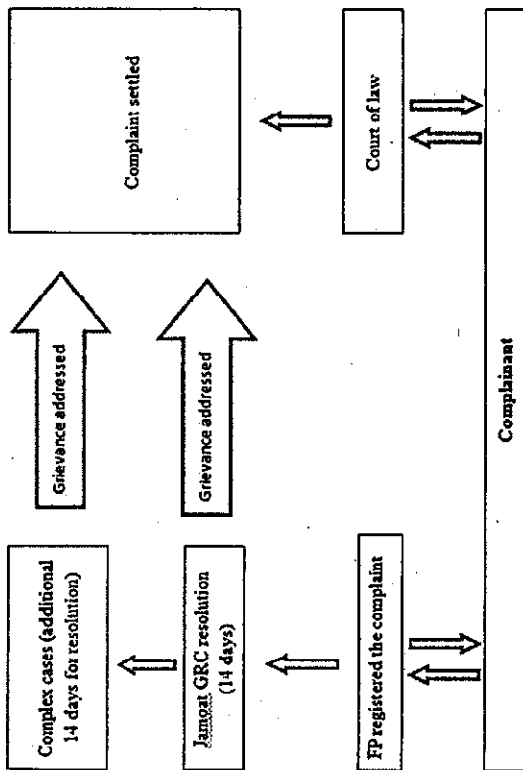 Complex cases (additional
14 days for resolution)
Grievance addressed
Complaint settled
Jamoat GRC resolution
(14 days)
Grievance addressed
FP registered the complaint
Court of law
Complainant